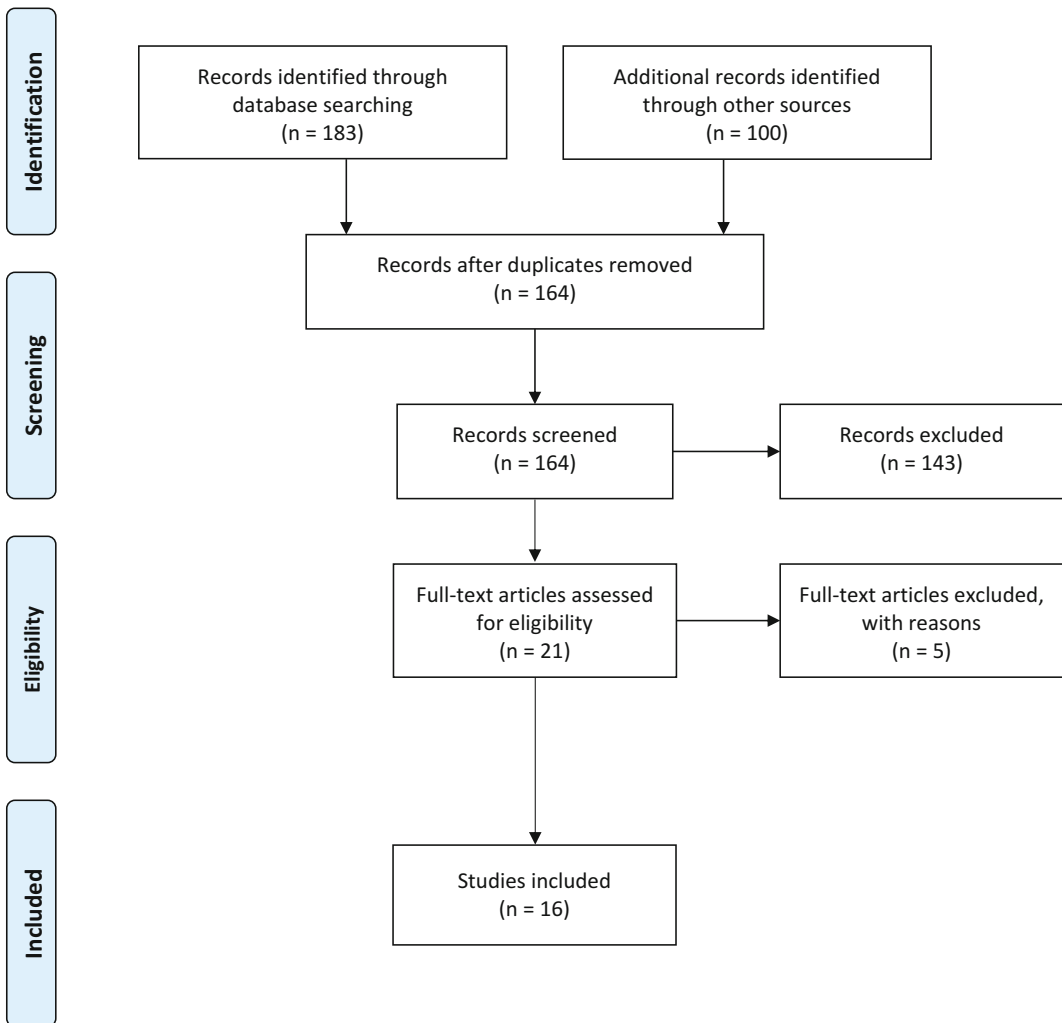 Identification
Records identified through
database searching
(n = 183)
Additional records identified
through other sources
(n = 100)
Records after duplicates removed
(n = 164)
Screening
Records screened
(n = 164)
Records excluded
(n = 143)
Eligibility
Full-text articles assessed
for eligibility
(n = 21)
Full-text articles excluded,
with reasons
(n = 5)
Included
Studies included
(n = 16)